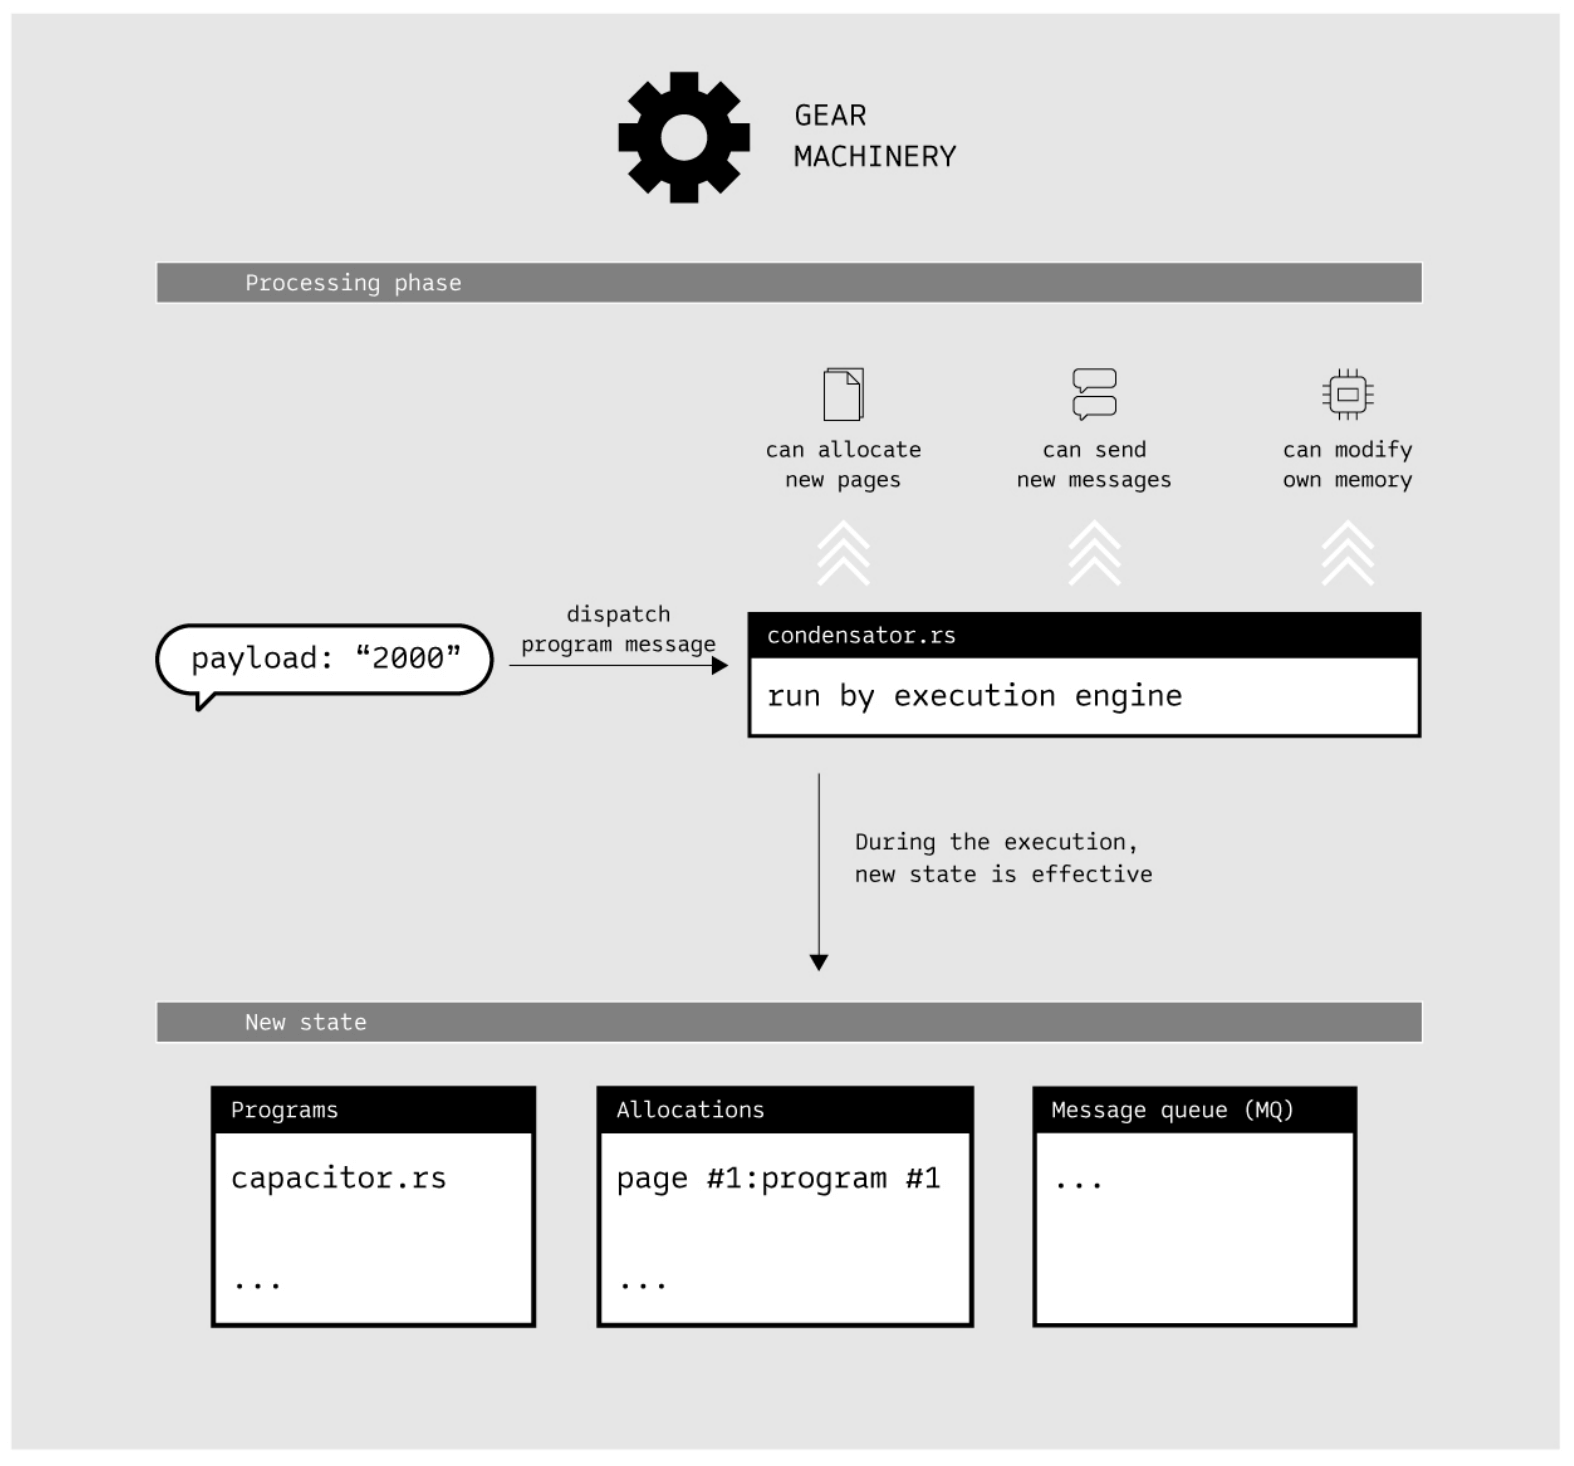 GEAR
MACHINERY
Processing phase
can allocate
new pages
can send
new messages
can modify
own memory
payload: “2000”
dispatch
program message
condensator.rs
run by execution engine
During the execution,
new state is effective
New state
Programs
capacitor.rs
...
Allocations
page #1:program #1
...
Message queue (MQ)
...